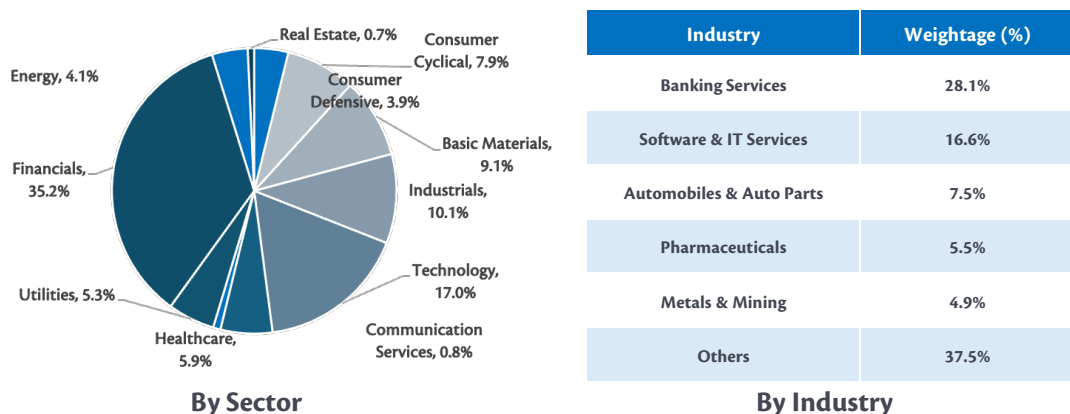 Real Estate, 0.7%
Consumer
Cyclical, 7.9%
Energy, 4.1%
Consumer
Defensive, 3.9%
Basic Materials,
9.1%
Financials,
35.2%
Industrials,
10.1%
Technology,
17.0%
Utilities, 5.3%
Healthcare,
5.9%
Communication
Services, 0.8%
By Sector
Industry Weightage (%)
Banking Services 28.1%
Software & IT Services 16.6%
Automobiles & Auto Parts 7.5%
Pharmaceuticals 5.5%
Metals & Mining 4.9%
Others 37.5%
By Industry